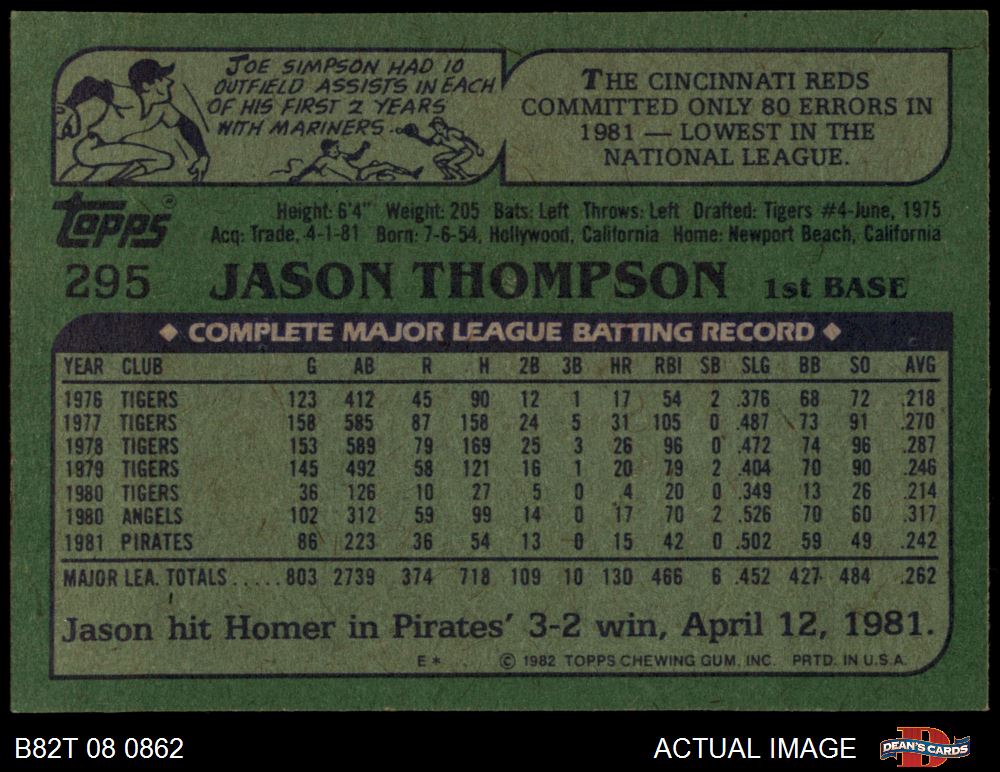 JOE SIMPSON HAD 10
OUTFIELD ASSISTS IN EACH
OF HIS FIRST 2 YEARS
WITH MARINERS.
THE CINCINNATI REDS
COMMITTED ONLY 80 ERRORS IN
1981 — LOWEST IN THE
NATIONAL LEAGUE.
topps®
Height: 6'4" Weight: 205 Bats: Left Throws: Left Drafted: Tigers #4-June, 1975
Acq: Trade, 4-1-81 Born: 7-6-54, Hollywood, California Home: Newport Beach, California
295 JASON THOMPSON 1st BASE
◆ COMPLETE MAJOR LEAGUE BATTING RECORD ◆
YEAR CLUB G AB R H 2B 3B HR RBI SB SLG BB SO AVG
1976 TIGERS 123 412 45 90 12 1 17 54 2 .376 68 72 .218
1977 TIGERS 158 585 87 158 24 5 31 105 0 .487 73 91 .270
1978 TIGERS 153 589 79 169 25 3 26 96 0 .472 74 96 .287
1979 TIGERS 145 492 58 121 16 1 20 79 2 .404 70 90 .246
1980 TIGERS 36 126 10 27 5 0 4 20 0 .349 13 26 .214
1980 ANGELS 102 312 59 99 14 0 17 70 2 .526 70 60 .317
1981 PIRATES 86 223 36 54 13 0 15 42 0 .502 59 49 .242
MAJOR LEA. TOTALS.....803 2739 374 718 109 10 130 466 6 .452 427 484 .262
Jason hit Homer in Pirates' 3-2 win, April 12, 1981.
E* © 1982 TOPPS CHEWING GUM, INC. PRTD. IN U.S.A.
B82T 08 0862 ACTUAL IMAGE D DEAN'S CARDS